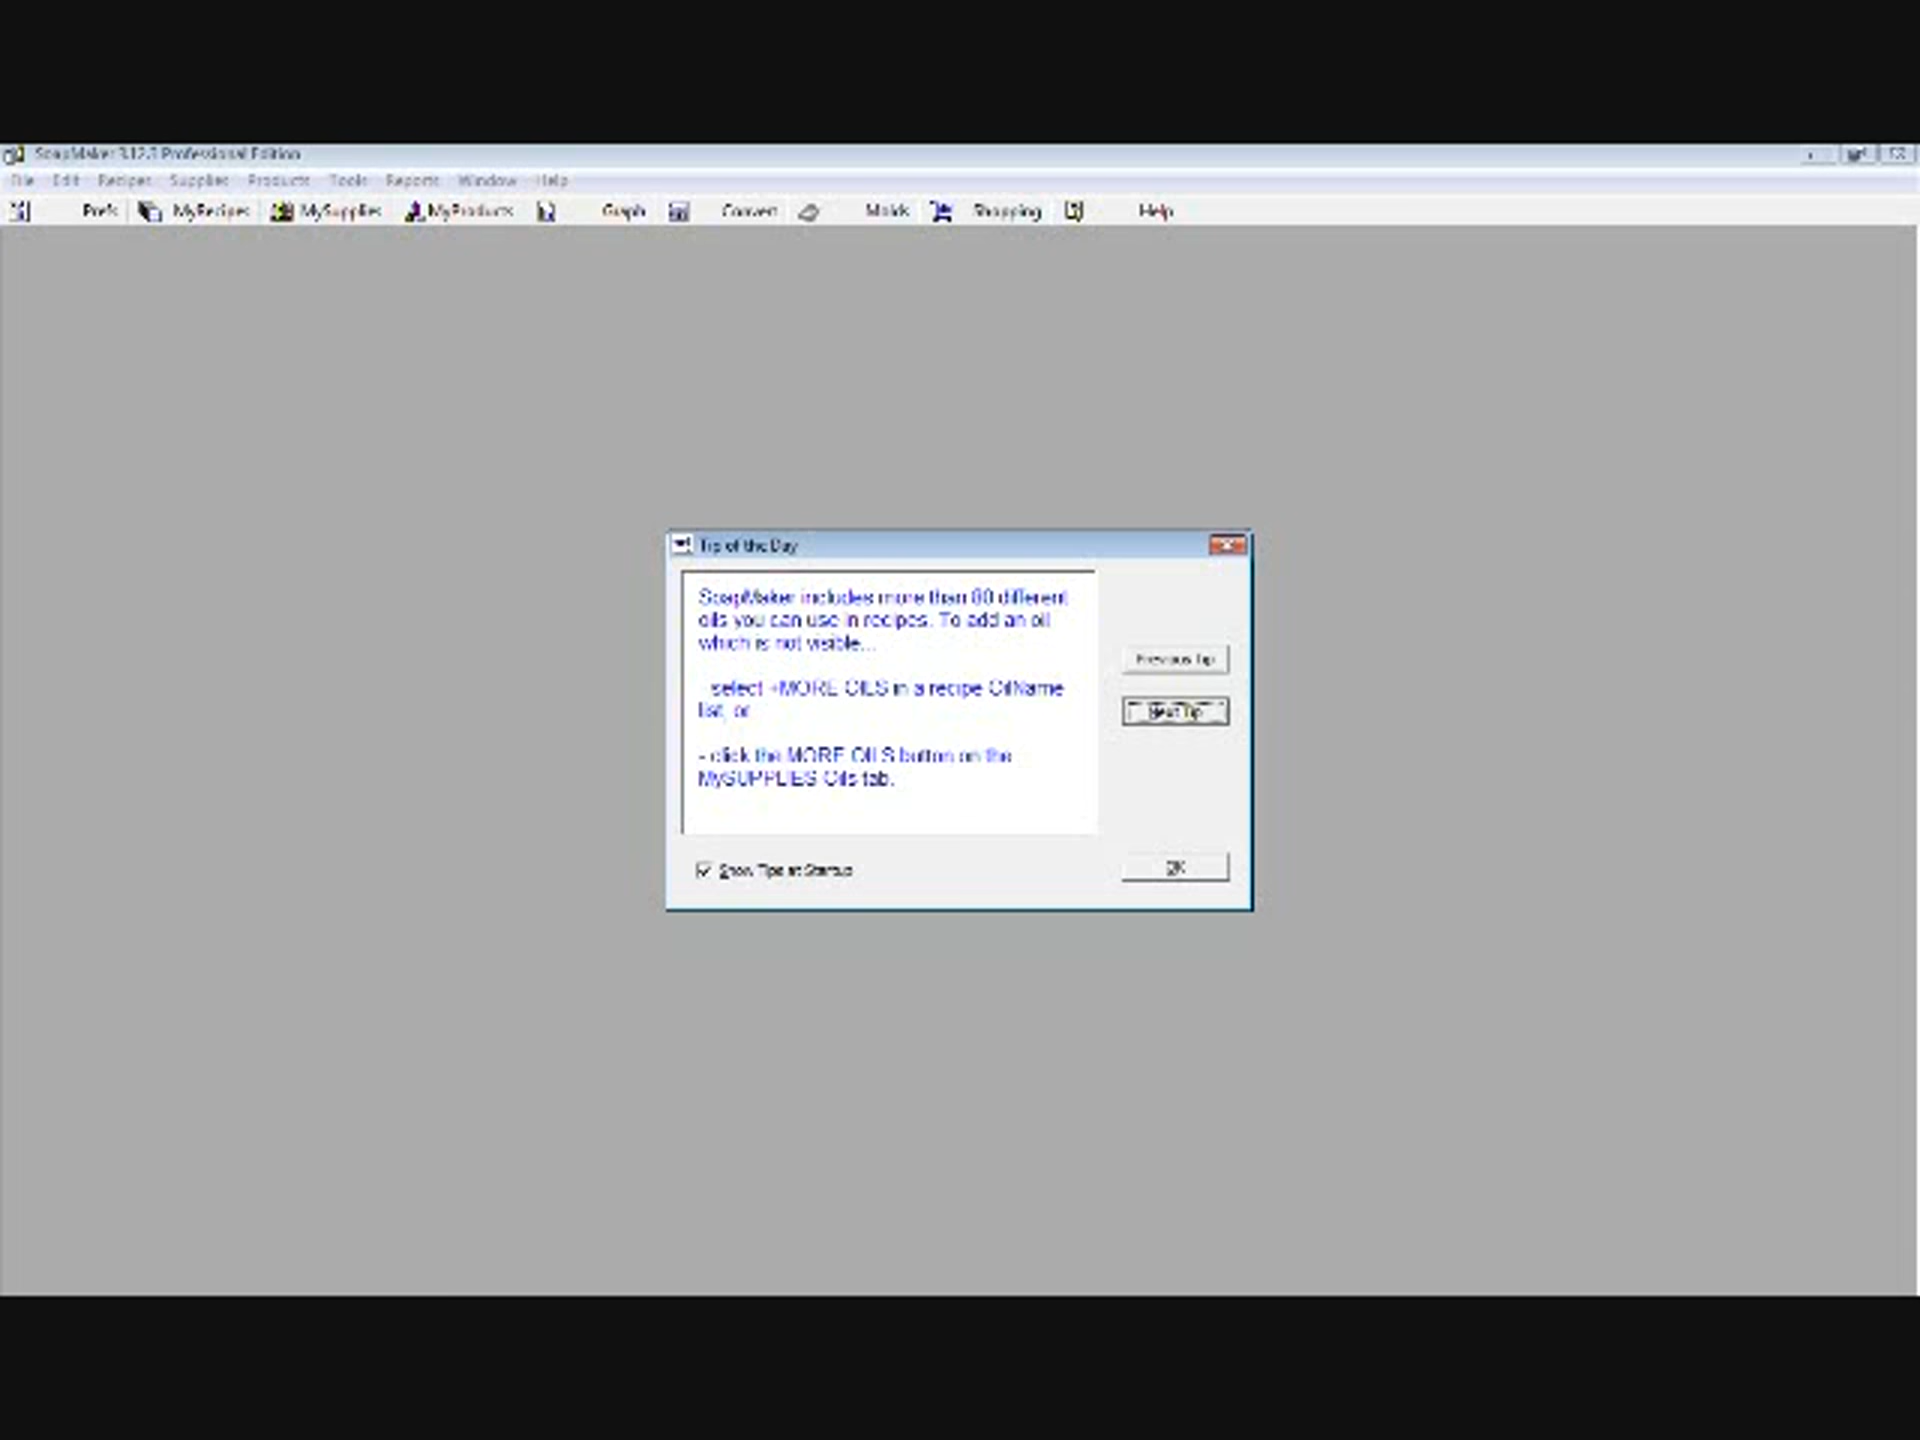 SoapMaker 3.12.3 Professional Edition
File Edit Recipes Supplies Products Tools Reports Window Help
Prefs MyRecipes MySupplies MyProducts Graph Convert Molds Shopping Help
Tip of the Day
SoapMaker includes more than 80 different
oils you can use in recipes. To add an oil
which is not visible...
- select +MORE OILS in a recipe OilName
list, or
- click the MORE OILS button on the
MySUPPLIES Oils tab.
Previous Tip
Next Tip
Show Tips at Startup
OK